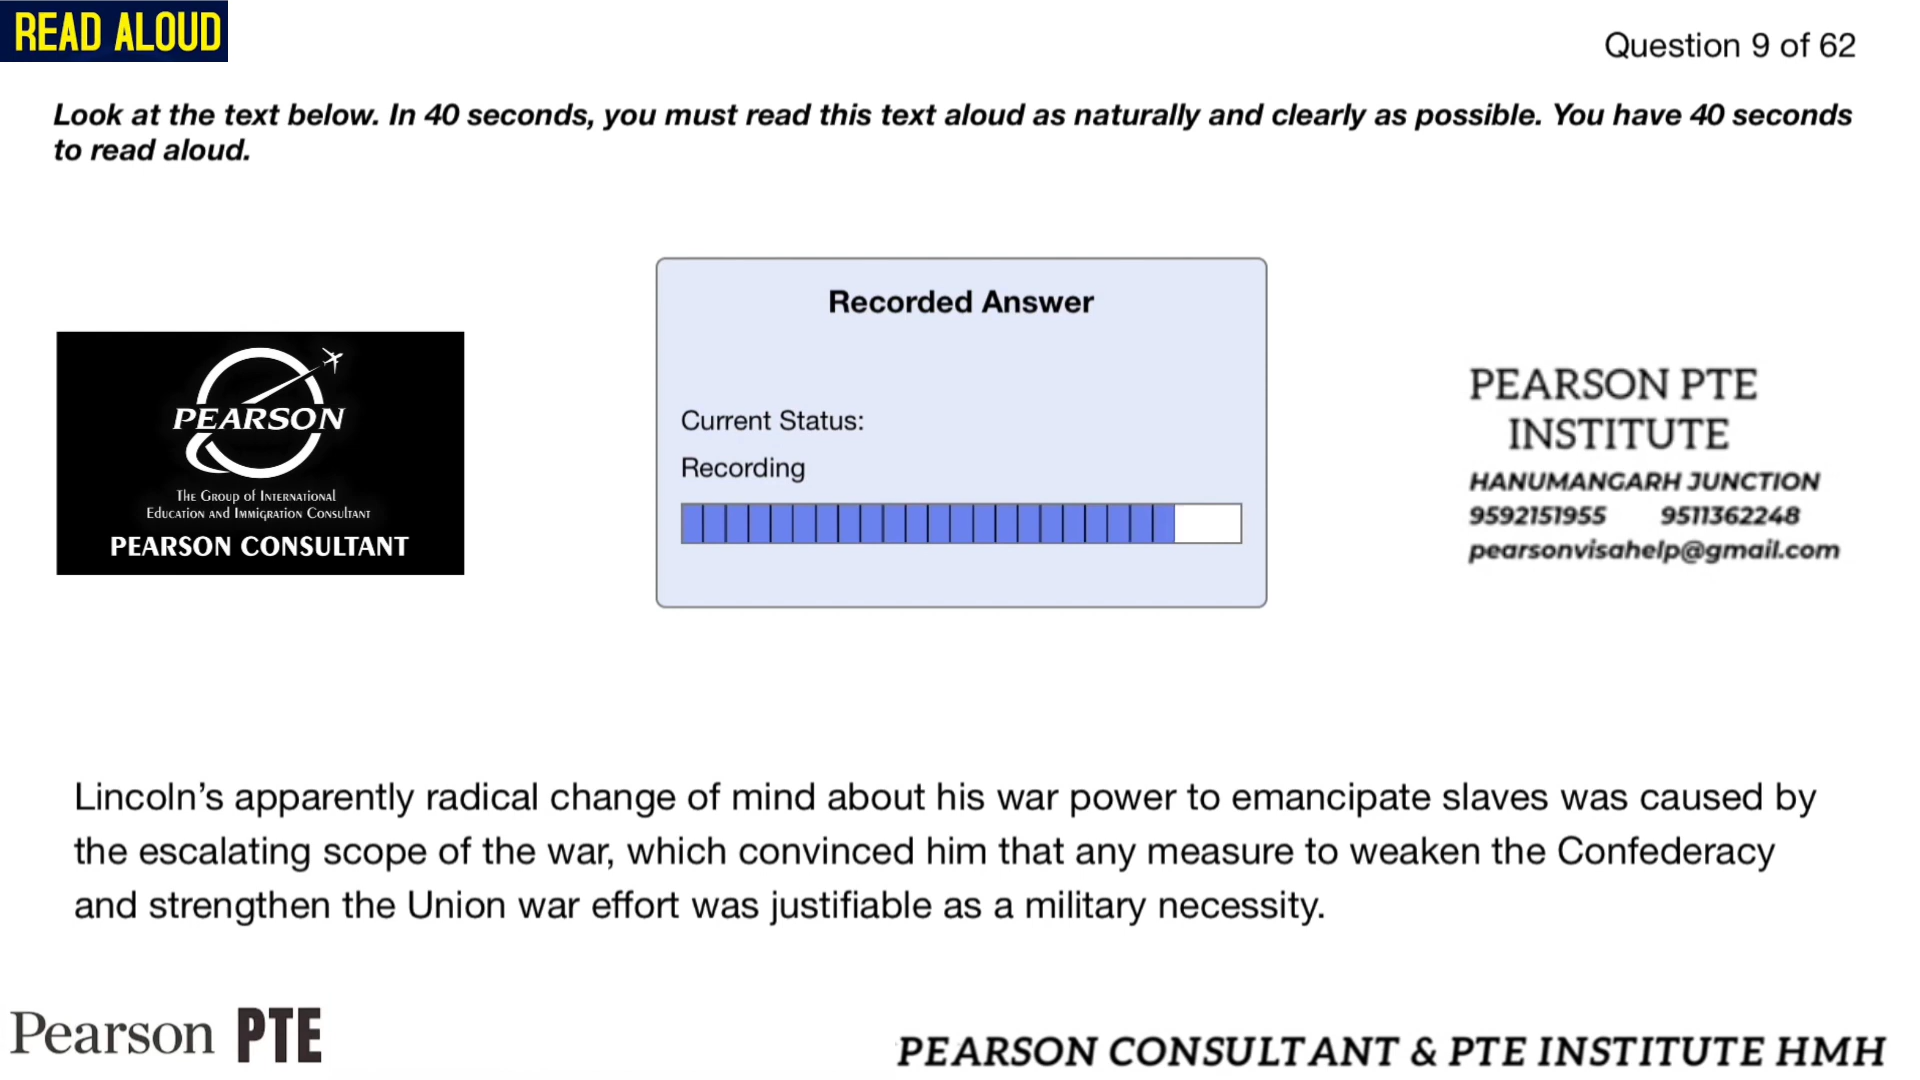 READ ALOUD
Question 9 of 62
Look at the text below. In 40 seconds, you must read this text aloud as naturally and clearly as possible. You have 40 seconds
to read aloud.
Recorded Answer
Current Status:
Recording
PEARSON
The Group of International
Education and Immigration Consultant
PEARSON CONSULTANT
PEARSON PTE
INSTITUTE
HANUMANGARH JUNCTION
9592151955 9511362248
pearsonvisahelp@gmail.com
Lincoln’s apparently radical change of mind about his war power to emancipate slaves was caused by
the escalating scope of the war, which convinced him that any measure to weaken the Confederacy
and strengthen the Union war effort was justifiable as a military necessity.
Pearson PTE
PEARSON CONSULTANT & PTE INSTITUTE HMH